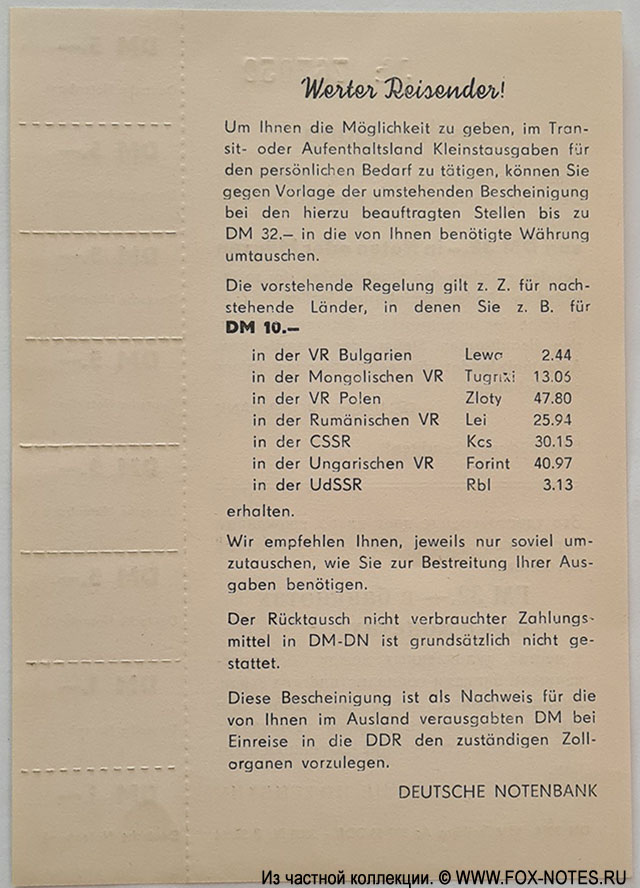 Werter Reisender!
Um Ihnen die Möglichkeit zu geben, im Tran-
sit- oder Aufenthaltsland Kleinstausgaben für
den persönlichen Bedarf zu tätigen, können Sie
gegen Vorlage der umstehenden Bescheinigung
bei den hierzu beauftragten Stellen bis zu
DM 32.— in die von Ihnen benötigte Währung
umtauschen.
Die vorstehende Regelung gilt z. Z. für nach-
stehende Länder, in denen Sie z. B. für
DM 10.—
in der VR Bulgarien Lewa 2.44
in der Mongolischen VR 13.06
in der VR Polen Zloty 47.80
in der Rumänischen VR Lei 25.94
in der CSSR Kcs 30.15
in der Ungarischen VR Forint 40.97
in der UdSSR Rbl 3.13
erhalten.
Wir empfehlen Ihnen, jeweils nur soviel um-
zutauschen, wie Sie zur Bestreitung Ihrer Aus-
gaben benötigen.
Der Rücktausch nicht verbrauchter Zahlungs-
mittel in DM-DN ist grundsätzlich nicht ge-
stattet.
Diese Bescheinigung ist als Nachweis für die
von Ihnen im Ausland verausgabten DM bei
Einreise in die DDR den zuständigen Zoll-
organen vorzulegen.
DEUTSCHE NOTENBANK
Из частной коллекции. © WWW.FOX-NOTES.RU